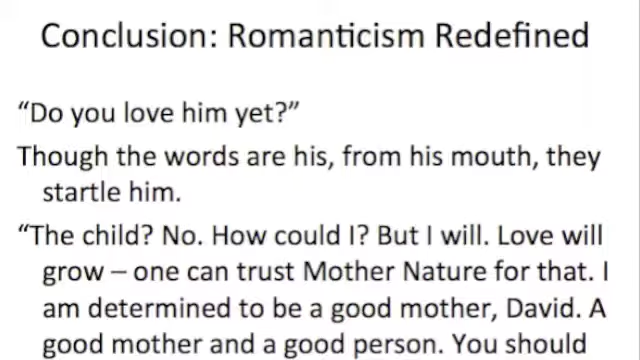 Conclusion: Romanticism Redefined
“Do you love him yet?”
Though the words are his, from his mouth, they
startle him.
“The child? No. How could I? But I will. Love will
grow – one can trust Mother Nature for that. I
am determined to be a good mother, David. A
good mother and a good person. You should